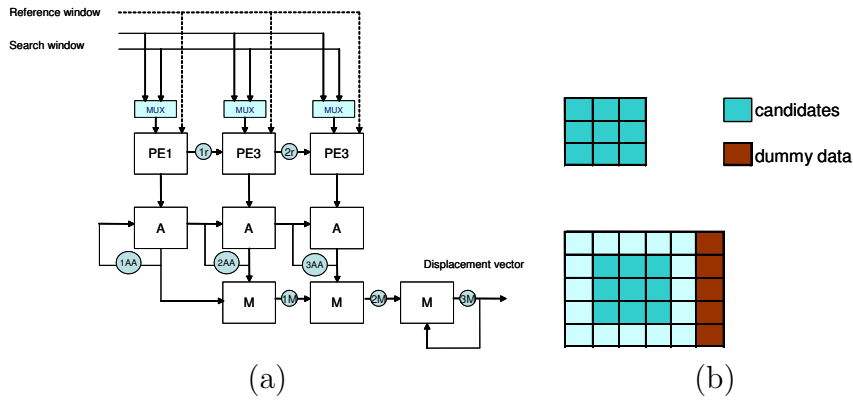 Reference window
Search window
MUX MUX MUX
candidates
dummy data
PE1 1r PE3 2r PE3
A A A
1AA 2AA 3AA
Displacement vector
M 1M M 2M M 3M
(a) (b)